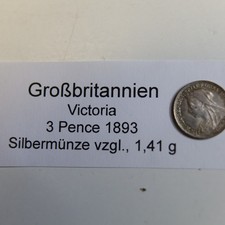 Großbritannien
Victoria
3 Pence 1893
Silbermünze vzgl., 1,41 g